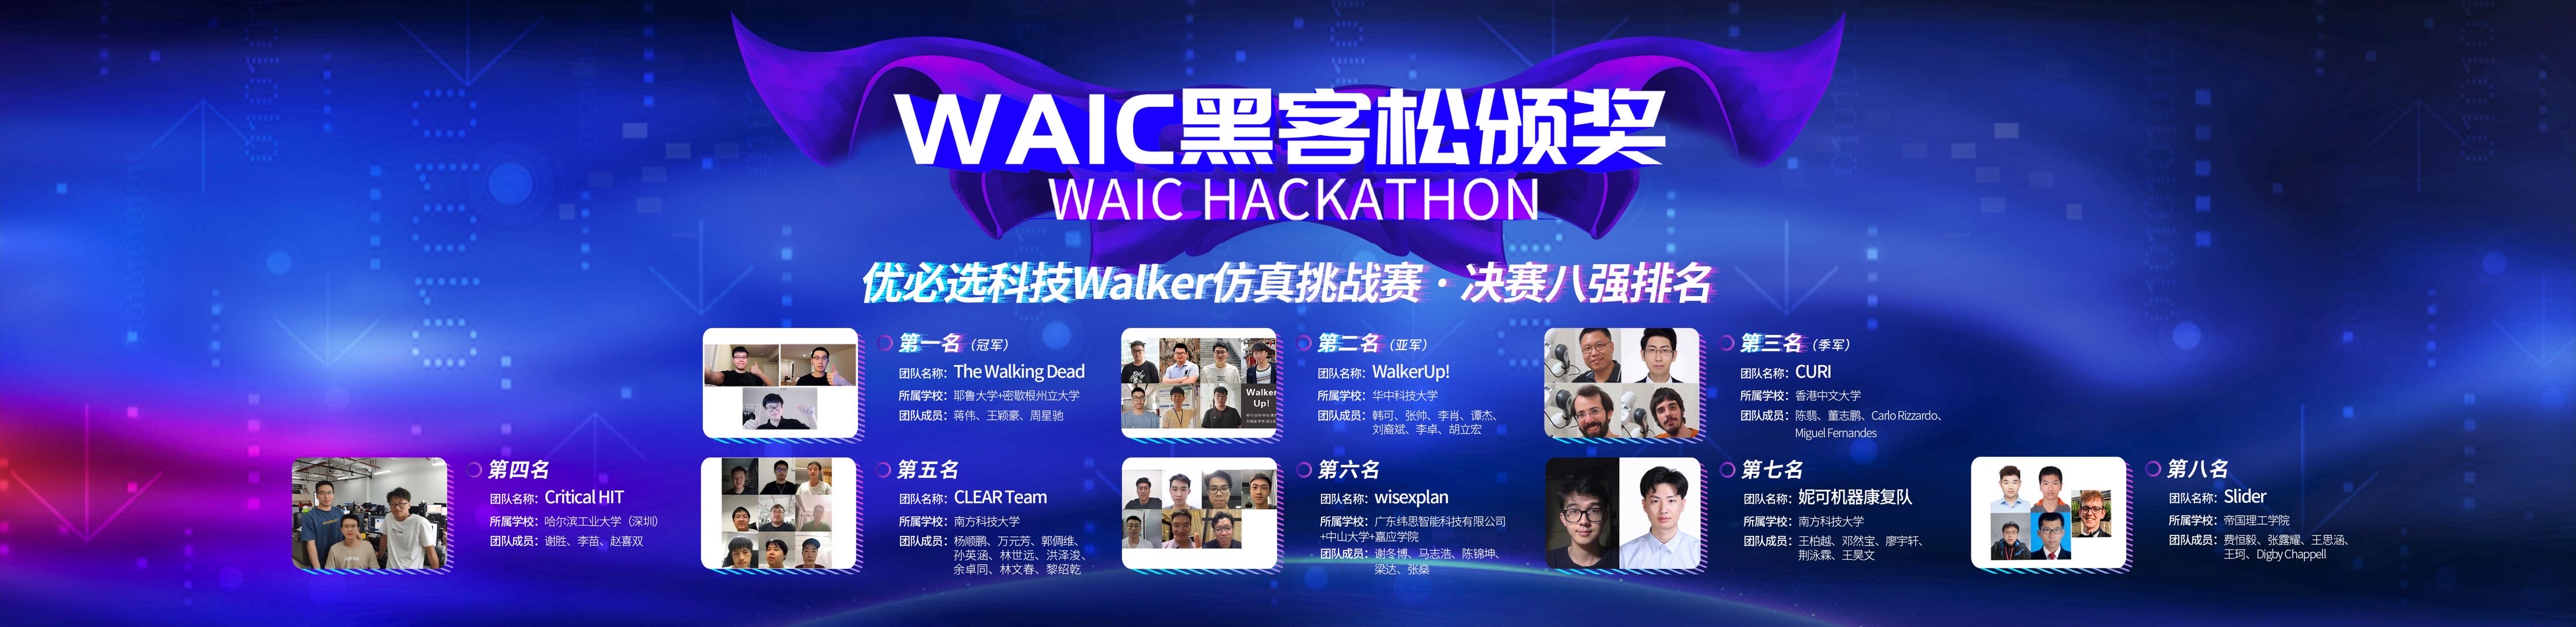 WAIC黑客松颁奖
WAIC HACKATHON
优必选科技Walker仿真挑战赛·决赛八强排名
第一名（冠军）
团队名称：The Walking Dead
所属学校：耶鲁大学+密歇根州立大学
团队成员：蒋伟、王颖豪、周星驰
Walker
Up!
第二名（亚军）
团队名称：WalkerUp!
所属学校：华中科技大学
团队成员：韩可、张帅、李肖、谭杰、
刘裔斌、李卓、胡立宏
第三名（季军）
团队名称：CURI
所属学校：香港中文大学
团队成员：陈翡、董志鹏、Carlo Rizzardo、
Miguel Fernandes
第四名
团队名称：Critical HIT
所属学校：哈尔滨工业大学（深圳）
团队成员：谢胜、李苗、赵喜双
第五名
团队名称：CLEAR Team
所属学校：南方科技大学
团队成员：杨顺鹏、万元芳、郭倜维、
孙英涵、林世远、洪泽浚、
余卓同、林文春、黎绍乾
第六名
团队名称：wisexplan
所属学校：广东纬思智能科技有限公司
+中山大学+嘉应学院
团队成员：谢冬博、马志浩、陈锦坤、
梁达、张燊
第七名
团队名称：妮可机器康复队
所属学校：南方科技大学
团队成员：王柏越、邓然宝、廖宇轩、
荆泳霖、王昊文
第八名
团队名称：Slider
所属学校：帝国理工学院
团队成员：费恒毅、张露耀、王思涵、
王珂、Digby Chappell